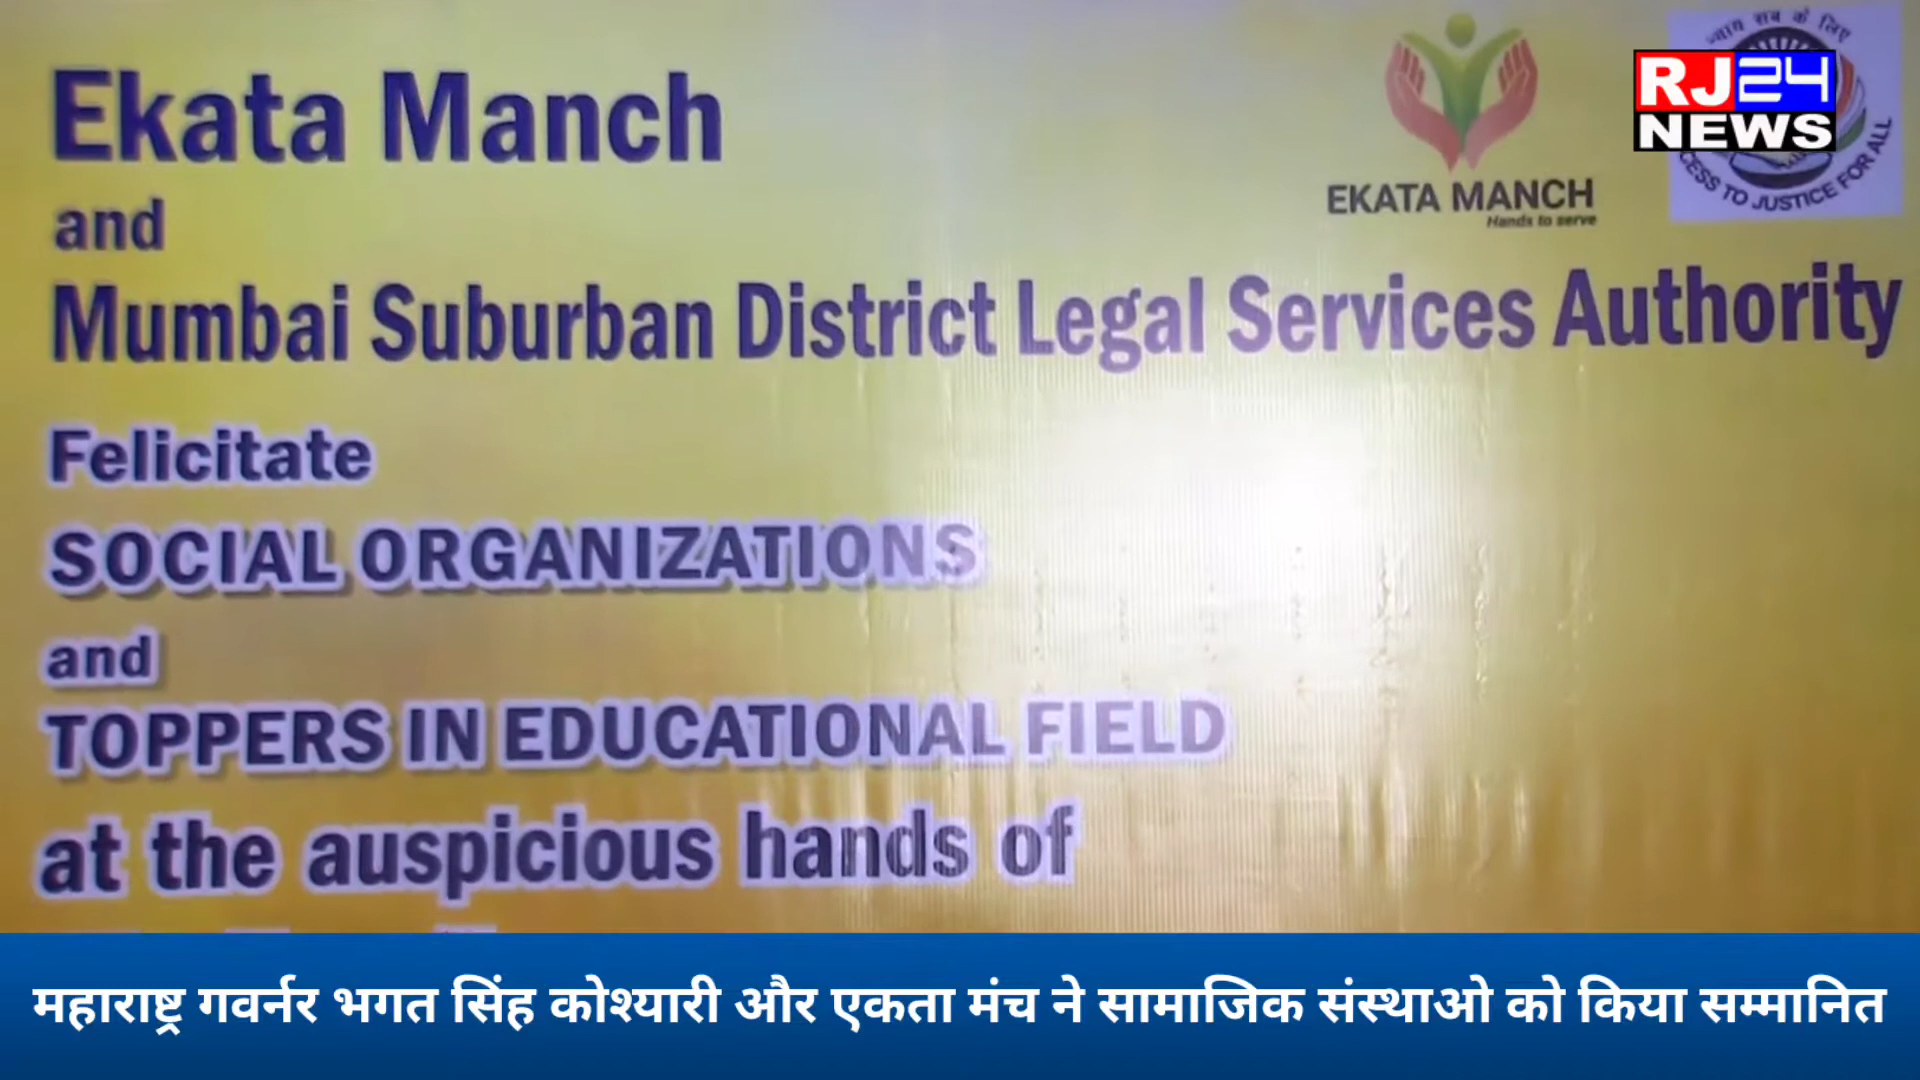 Ekata Manch
and
Mumbai Suburban District Legal Services Authority
Felicitate
SOCIAL ORGANIZATIONS
and
TOPPERS IN EDUCATIONAL FIELD
at the auspicious hands of
EKATA MANCH
Hands to serve
न्याय सब के लिए
TO JUSTICE FOR ALL
RJ24
NEWS
महाराष्ट्र गवर्नर भगत सिंह कोश्यारी और एकता मंच ने सामाजिक संस्थाओ को किया सम्मानित